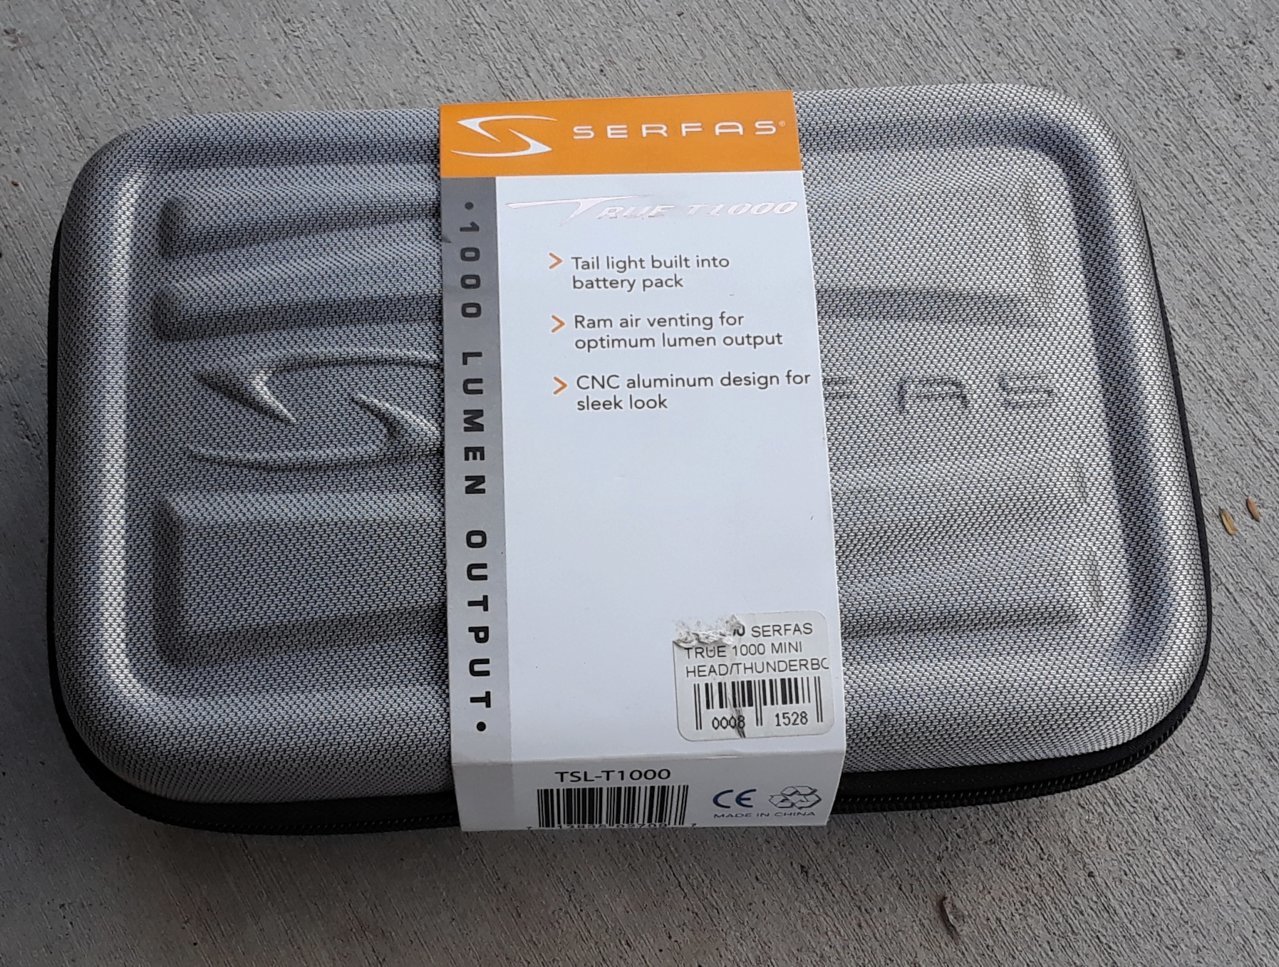 SERFAS®
TRUE T1000
• 1000 LUMEN OUTPUT •
Tail light built into
battery pack
Ram air venting for
optimum lumen output
CNC aluminum design for
sleek look
FAS
SERFAS
TRUE 1000 MINI
HEAD/THUNDERBO
0008 1528
TSL-T1000
CE
MADE IN CHINA